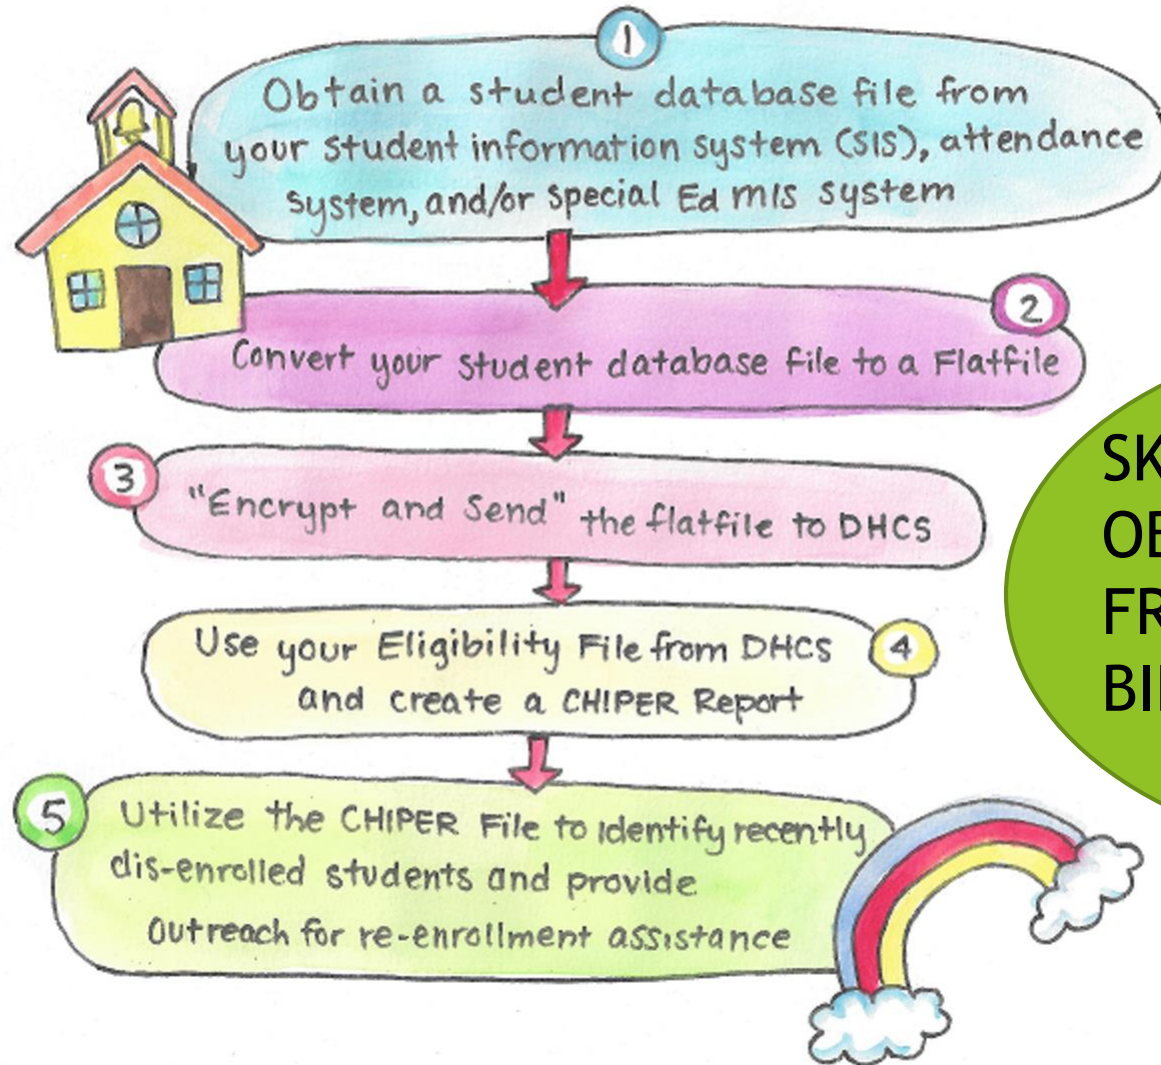 1
Obtain a student database file from
your student information system (SIS), attendance
system, and/or special Ed MIS system
2
Convert your student database file to a Flatfile
3
"Encrypt and Send" the flatfile to DHCS
4
Use your Eligibility File from DHCS
and create a CHIPER Report
5
Utilize the CHIPER File to identify recently
dis-enrolled students and provide
outreach for re-enrollment assistance